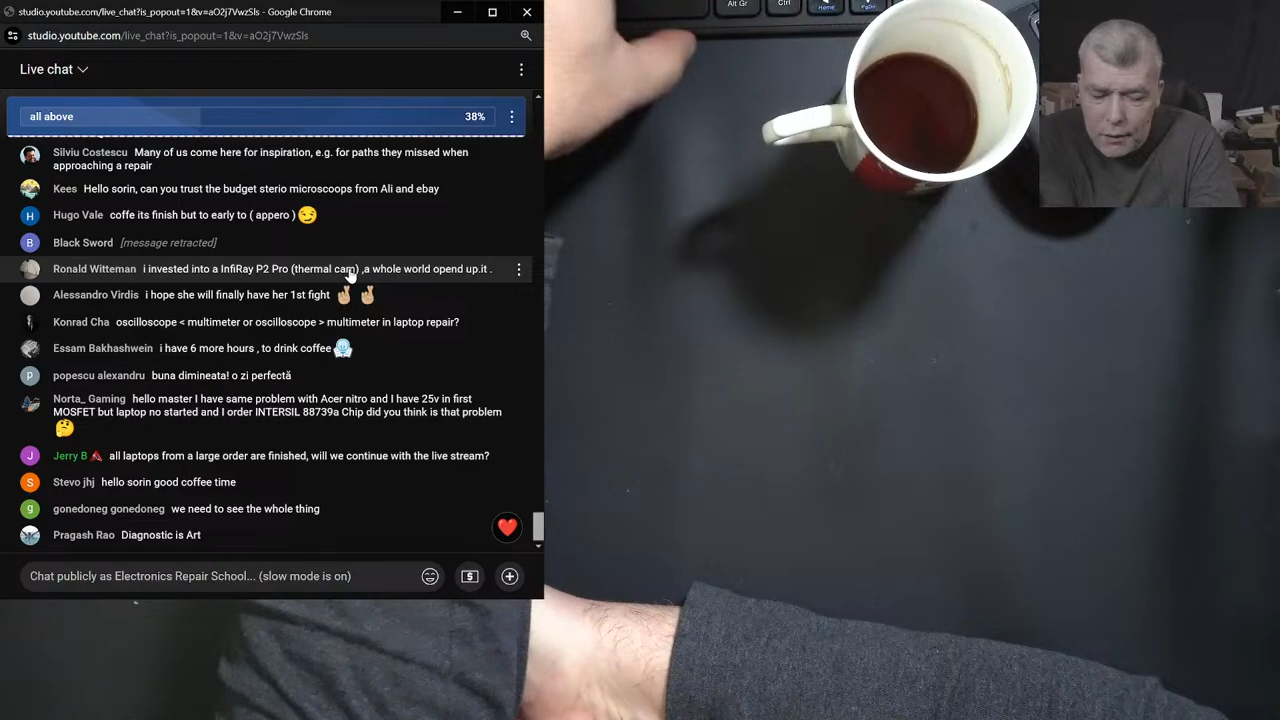 studio.youtube.com/live_chat?is_popout=1&v=aO2j7VwzSls - Google Chrome
studio.youtube.com/live_chat?is_popout=1&v=aO2j7VwzSls
Live chat
all above 38%
Silviu Costescu Many of us come here for inspiration, e.g. for paths they missed when
approaching a repair
Kees Hello sorin, can you trust the budget sterio microscoops from Ali and ebay
H Hugo Vale coffe its finish but to early to ( appero ) 😏
B Black Sword [message retracted]
Ronald Witteman i invested into a InfiRay P2 Pro (thermal cam) ,a whole world opend up.it .
Alessandro Virdis i hope she will finally have her 1st fight 🤞🏼 🤞🏼
Konrad Cha oscilloscope < multimeter or oscilloscope > multimeter in laptop repair?
Essam Bakhashwein i have 6 more hours , to drink coffee
P popescu alexandru buna dimineata! o zi perfectă
Norta_ Gaming hello master I have same problem with Acer nitro and I have 25v in first
MOSFET but laptop no started and I order INTERSIL 88739a Chip did you think is that problem
🤔
J Jerry B all laptops from a large order are finished, will we continue with the live stream?
S Stevo jhj hello sorin good coffee time
g gonedoneg gonedoneg we need to see the whole thing
Pragash Rao Diagnostic is Art
Chat publicly as Electronics Repair School... (slow mode is on)
Alt Gr
Ctrl
Home
PgDn